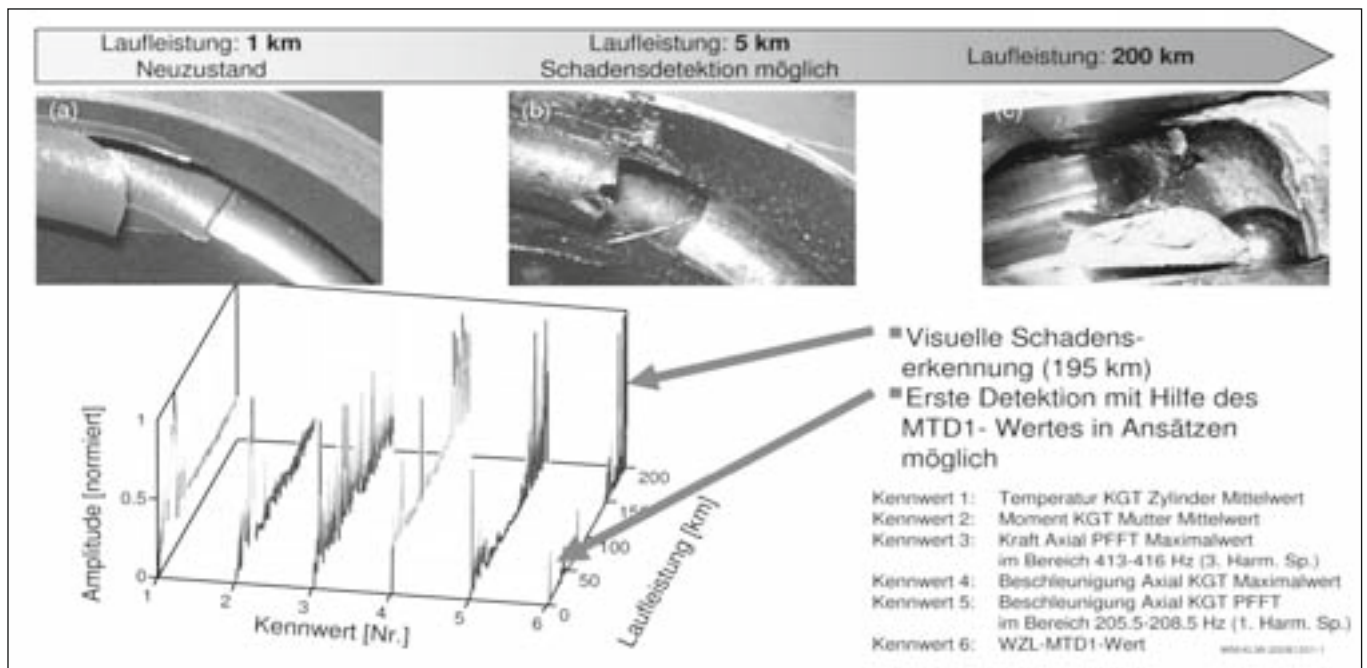 Laufleistung: 1 km
Neuzustand
Laufleistung: 5 km
Schadensdetektion möglich
Laufleistung: 200 km
(a)
(b)
(c)
Visuelle Schadens-
erkennung (195 km)
Erste Detektion mit Hilfe des
MTD1- Wertes in Ansätzen
möglich
Amplitude [normiert]
1
0.5
0
1
2
3
4
5
6
Kennwert [Nr.]
0
50
100
150
200
Laufleistung [km]
Kennwert 1: Temperatur KGT Zylinder Mittelwert
Kennwert 2: Moment KGT Mutter Mittelwert
Kennwert 3: Kraft Axial PFFT Maximalwert
im Bereich 413-416 Hz (3. Harm. Sp.)
Kennwert 4: Beschleunigung Axial KGT Maximalwert
Kennwert 5: Beschleunigung Axial KGT PFFT
im Bereich 205.5-208.5 Hz (1. Harm. Sp.)
Kennwert 6: WZL-MTD1-Wert